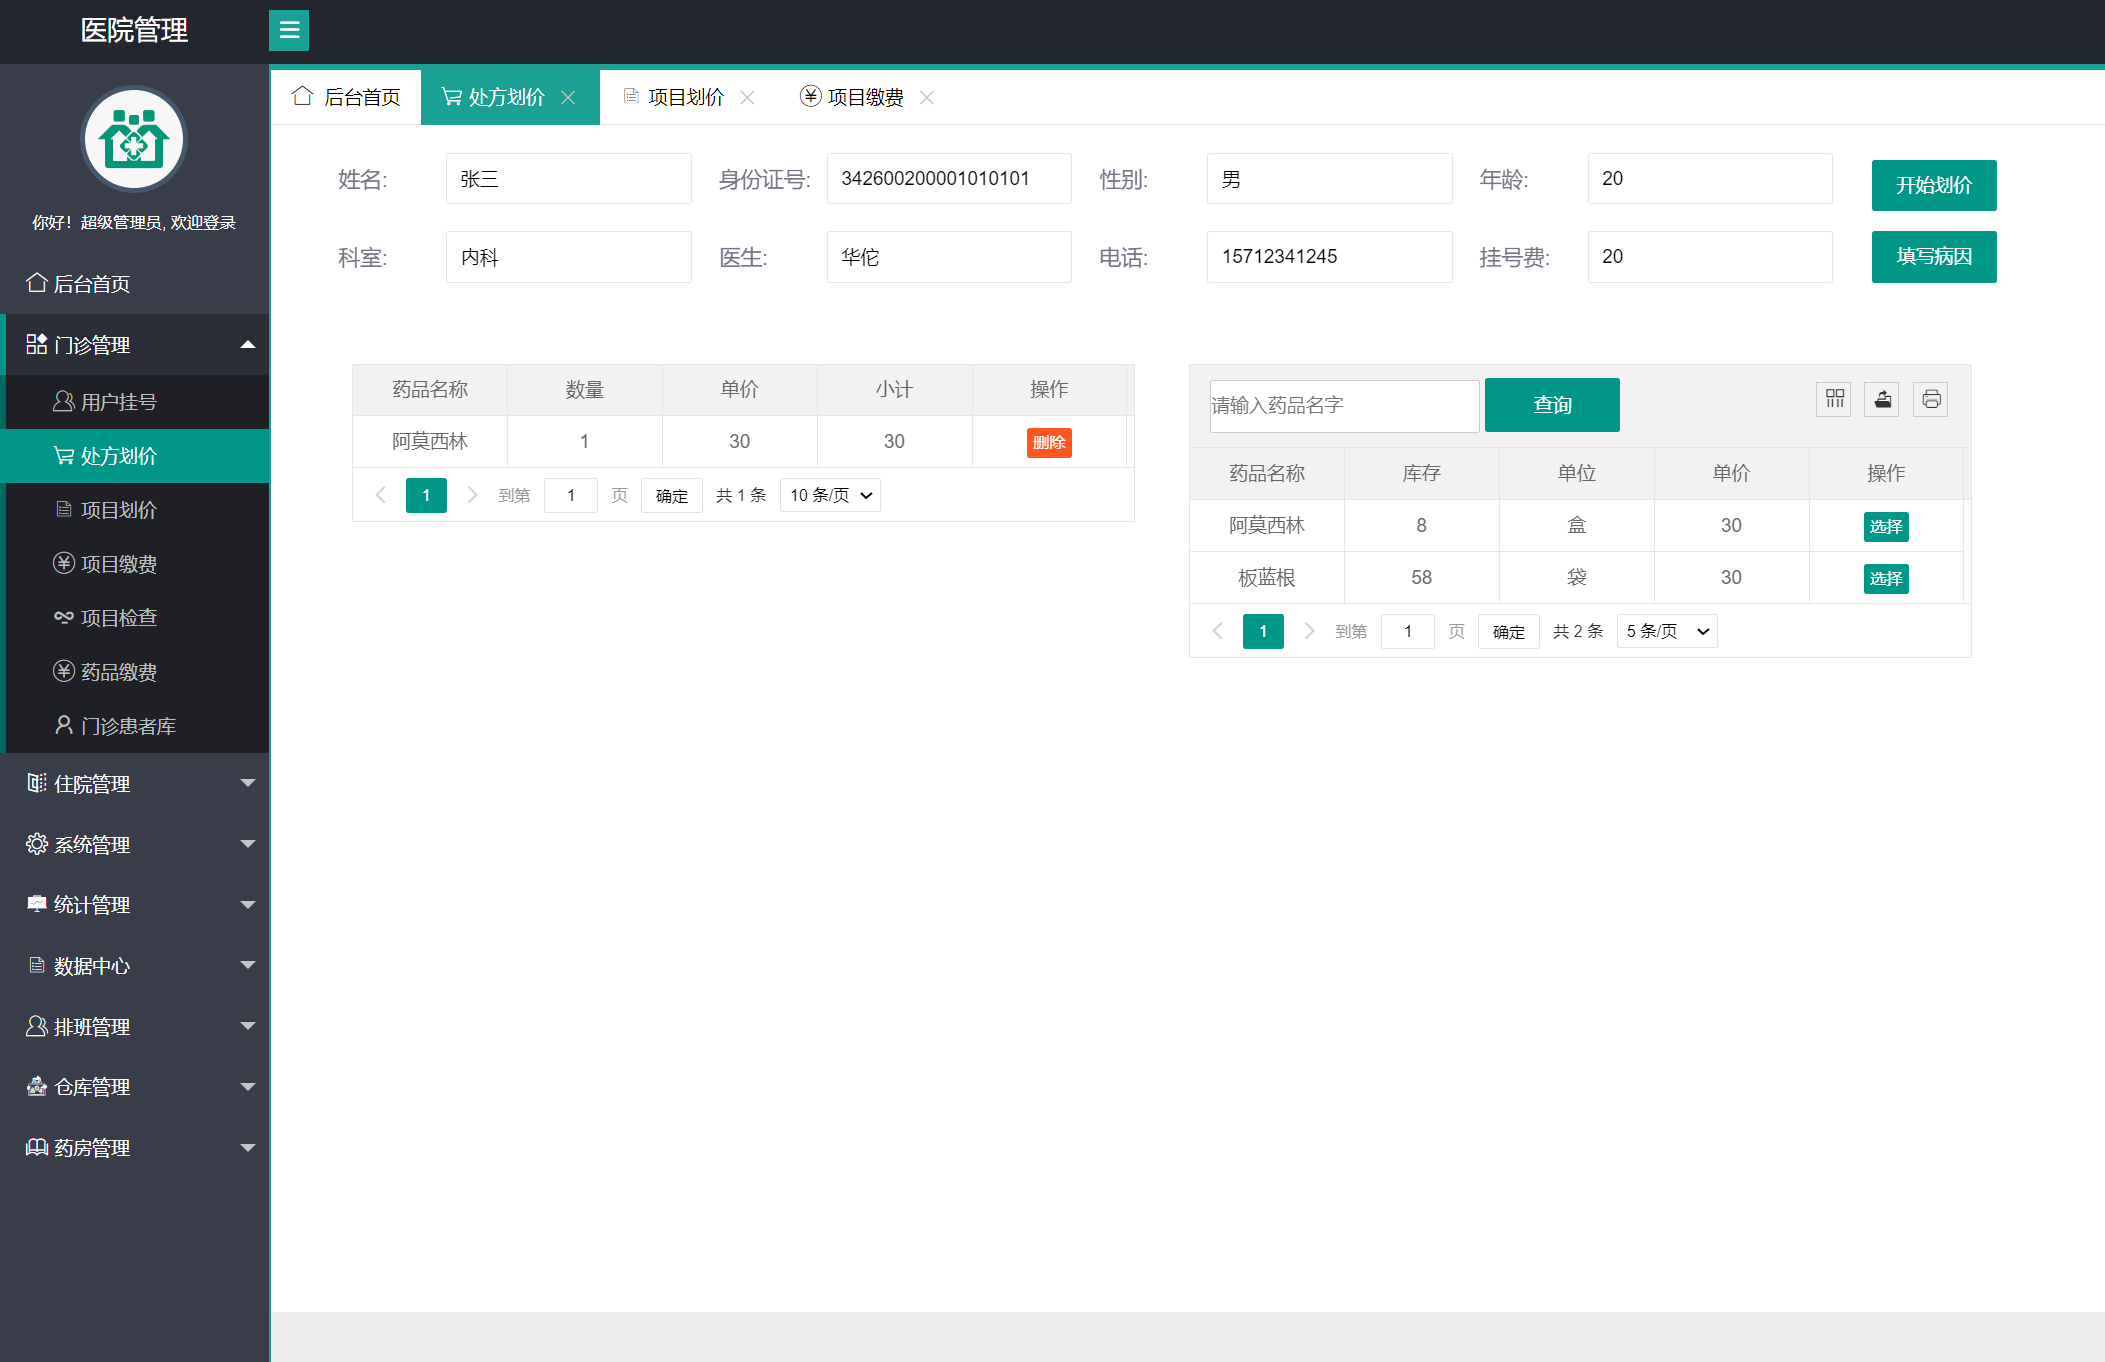 医院管理
后台首页 处方划价 项目划价 项目缴费
你好！超级管理员, 欢迎登录
后台首页
门诊管理
用户挂号
处方划价
项目划价
项目缴费
项目检查
药品缴费
门诊患者库
住院管理
系统管理
统计管理
数据中心
排班管理
仓库管理
药房管理
姓名: 张三 身份证号: 342600200001010101 性别: 男 年龄: 20 开始划价
科室: 内科 医生: 华佗 电话: 15712341245 挂号费: 20 填写病因
药品名称 数量 单价 小计 操作
阿莫西林 1 30 30 删除
1 到第 1 页 确定 共 1 条 10 条/页
请输入药品名字 查询
药品名称 库存 单位 单价 操作
阿莫西林 8 盒 30 选择
板蓝根 58 袋 30 选择
1 到第 1 页 确定 共 2 条 5 条/页